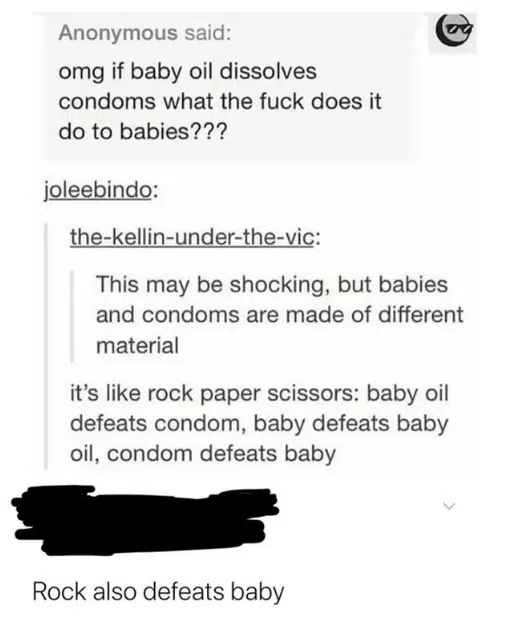 Anonymous said:
omg if baby oil dissolves
condoms what the fuck does it
do to babies???
joleebindo:
the-kellin-under-the-vic:
This may be shocking, but babies
and condoms are made of different
material
it's like rock paper scissors: baby oil
defeats condom, baby defeats baby
oil, condom defeats baby
Rock also defeats baby